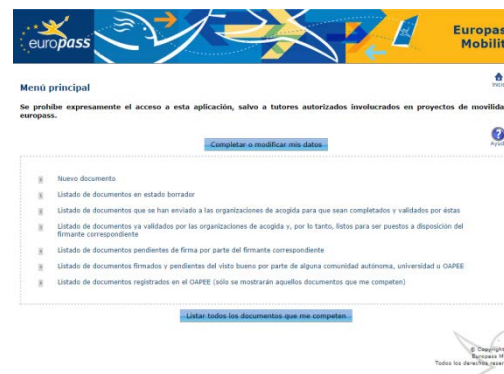 europass
Europas
Mobilit
Menú principal
Inicio
Se prohíbe expresamente el acceso a esta aplicación, salvo a tutores autorizados involucrados en proyectos de movilida
europass.
Completar o modificar mis datos
Ayuda
Nuevo documento
Listado de documentos en estado borrador
Listado de documentos que se han enviado a las organizaciones de acogida para que sean completados y validados por éstas
Listado de documentos ya validados por las organizaciones de acogida y, por lo tanto, listos para ser puestos a disposición del
firmante correspondiente
Listado de documentos pendientes de firma por parte del firmante correspondiente
Listado de documentos firmados y pendientes del visto bueno por parte de alguna comunidad autónoma, universidad u OAPEE
Listado de documentos registrados en el OAPEE (sólo se mostrarán aquellos documentos que me competen)
Listar todos los documentos que me competen
© Copyright
Europass M
Todos los derechos reser